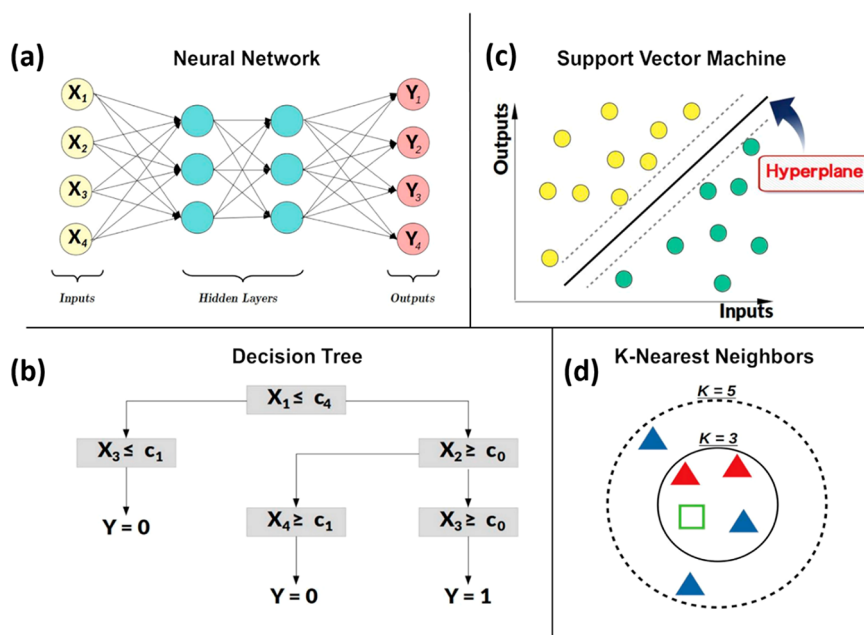 (a)
Neural Network
X1
X2
X3
X4
Y1
Y2
Y3
Y4
Inputs
Hidden Layers
Outputs
(c)
Support Vector Machine
Outputs
Hyperplane
Inputs
(b)
Decision Tree
X1 ≤ c4
X3 ≤ c1
X2 ≥ c0
Y = 0
X4 ≥ c1
X3 ≥ c0
Y = 0
Y = 1
(d)
K-Nearest Neighbors
K = 5
K = 3